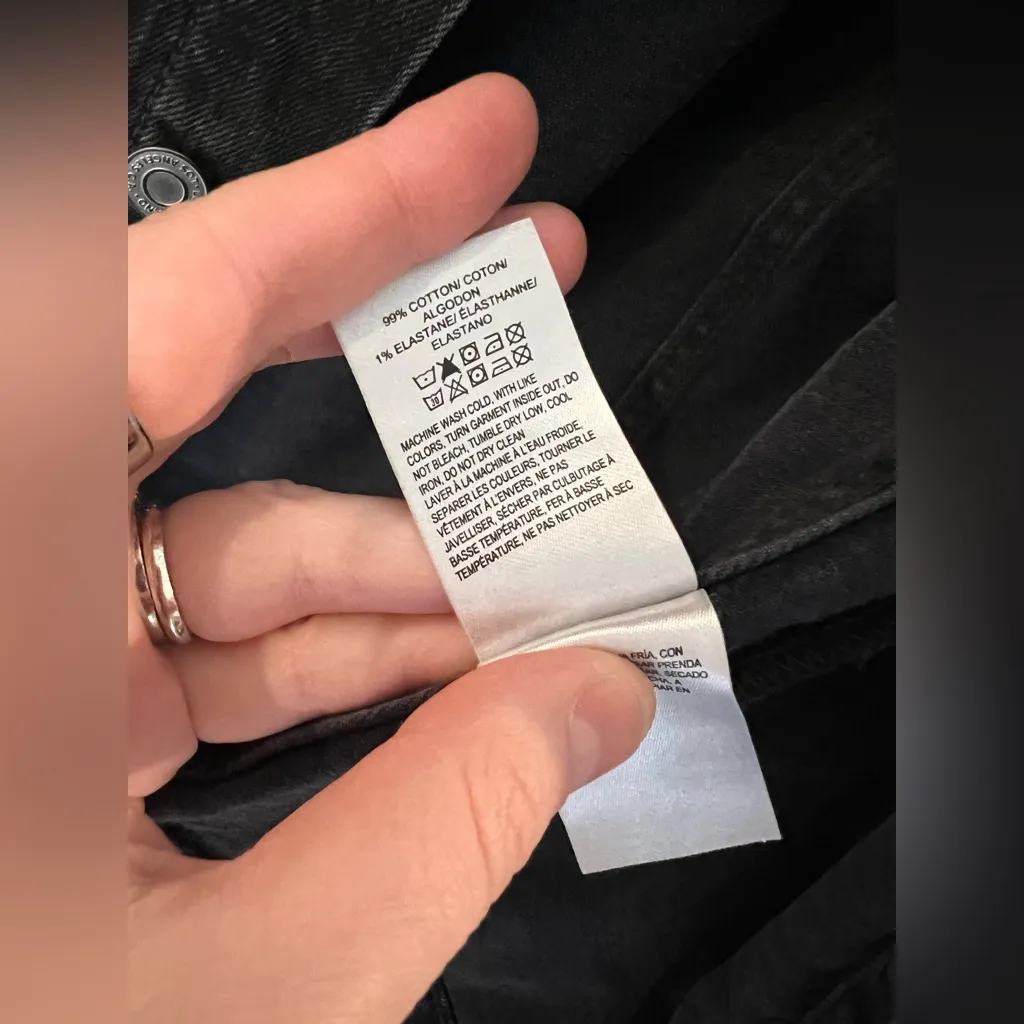 99% COTTON/ COTON/
ALGODON
1% ELASTANE/ ÉLASTHANNE/
ELASTANO
30
MACHINE WASH COLD, WITH LIKE
COLORS, TURN GARMENT INSIDE OUT, DO
NOT BLEACH, TUMBLE DRY LOW, COOL
IRON, DO NOT DRY CLEAN
LAVER À LA MACHINE À L'EAU FROIDE,
SEPARER LES COULEURS, TOURNER LE
VÊTEMENT À L'ENVERS, NE PAS
JAVELLISER, SÉCHER PAR CULBUTAGE À
BASSE TEMPÉRATURE, FER À BASSE
TEMPÉRATURE, NE PAS NETTOYER À SEC
FRÍA, CON
PRENDA
SECADO
A
EN